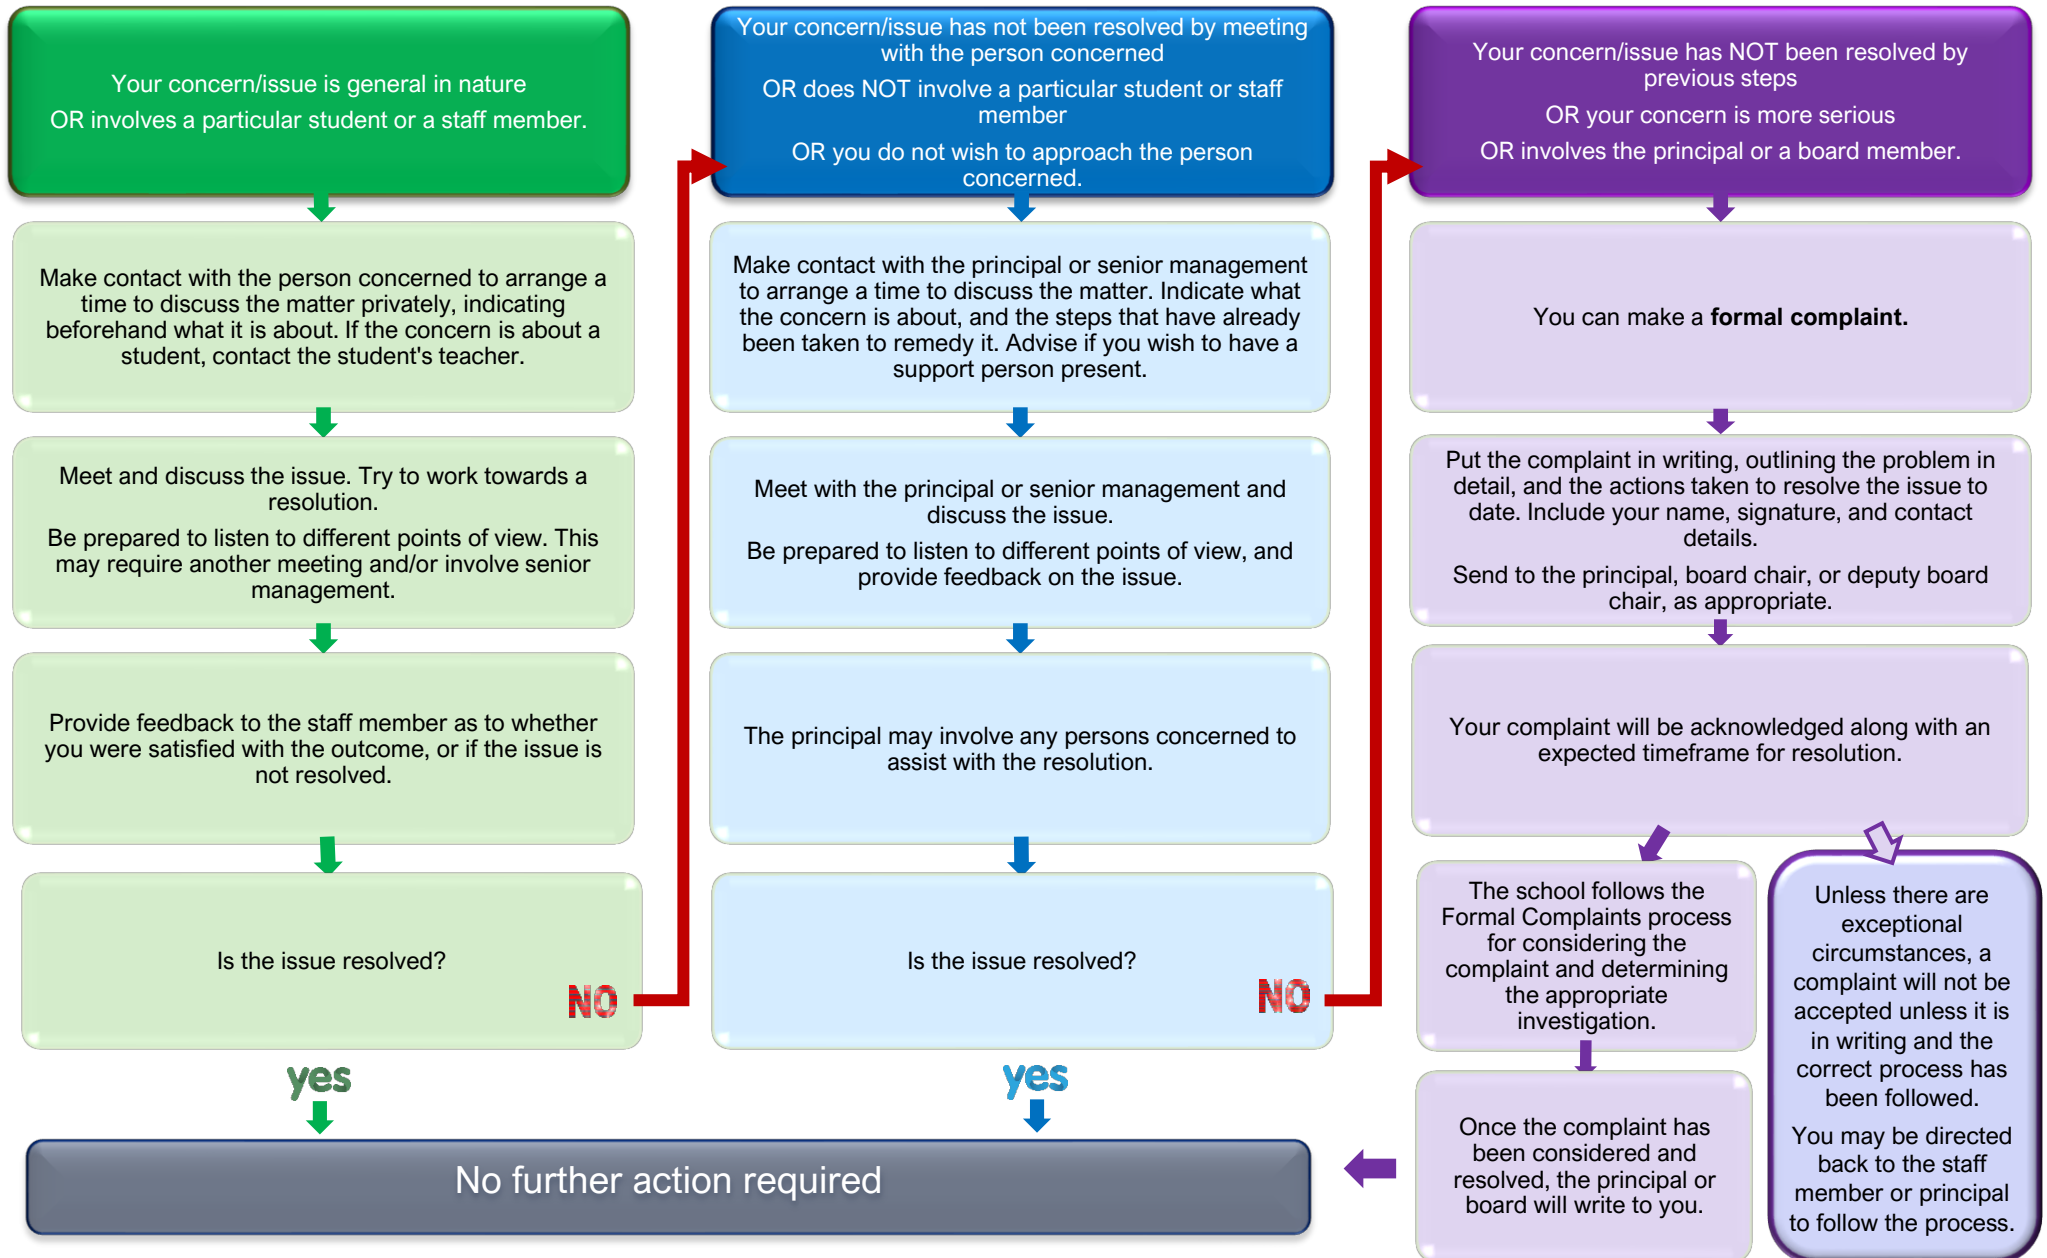 Your concern/issue is general in nature
OR involves a particular student or a staff member.
Make contact with the person concerned to arrange a
time to discuss the matter privately, indicating
beforehand what it is about. If the concern is about a
student, contact the student's teacher.
Meet and discuss the issue. Try to work towards a
resolution.
Be prepared to listen to different points of view. This
may require another meeting and/or involve senior
management.
Provide feedback to the staff member as to whether
you were satisfied with the outcome, or if the issue is
not resolved.
Is the issue resolved?
NO
yes
Your concern/issue has not been resolved by meeting
with the person concerned
OR does NOT involve a particular student or staff
member
OR you do not wish to approach the person
concerned.
Make contact with the principal or senior management
to arrange a time to discuss the matter. Indicate what
the concern is about, and the steps that have already
been taken to remedy it. Advise if you wish to have a
support person present.
Meet with the principal or senior management and
discuss the issue.
Be prepared to listen to different points of view, and
provide feedback on the issue.
The principal may involve any persons concerned to
assist with the resolution.
Is the issue resolved?
NO
yes
Your concern/issue has NOT been resolved by
previous steps
OR your concern is more serious
OR involves the principal or a board member.
You can make a formal complaint.
Put the complaint in writing, outlining the problem in
detail, and the actions taken to resolve the issue to
date. Include your name, signature, and contact
details.
Send to the principal, board chair, or deputy board
chair, as appropriate.
Your complaint will be acknowledged along with an
expected timeframe for resolution.
The school follows the
Formal Complaints process
for considering the
complaint and determining
the appropriate
investigation.
Once the complaint has
been considered and
resolved, the principal or
board will write to you.
Unless there are
exceptional
circumstances, a
complaint will not be
accepted unless it is
in writing and the
correct process has
been followed.
You may be directed
back to the staff
member or principal
to follow the process.
No further action required